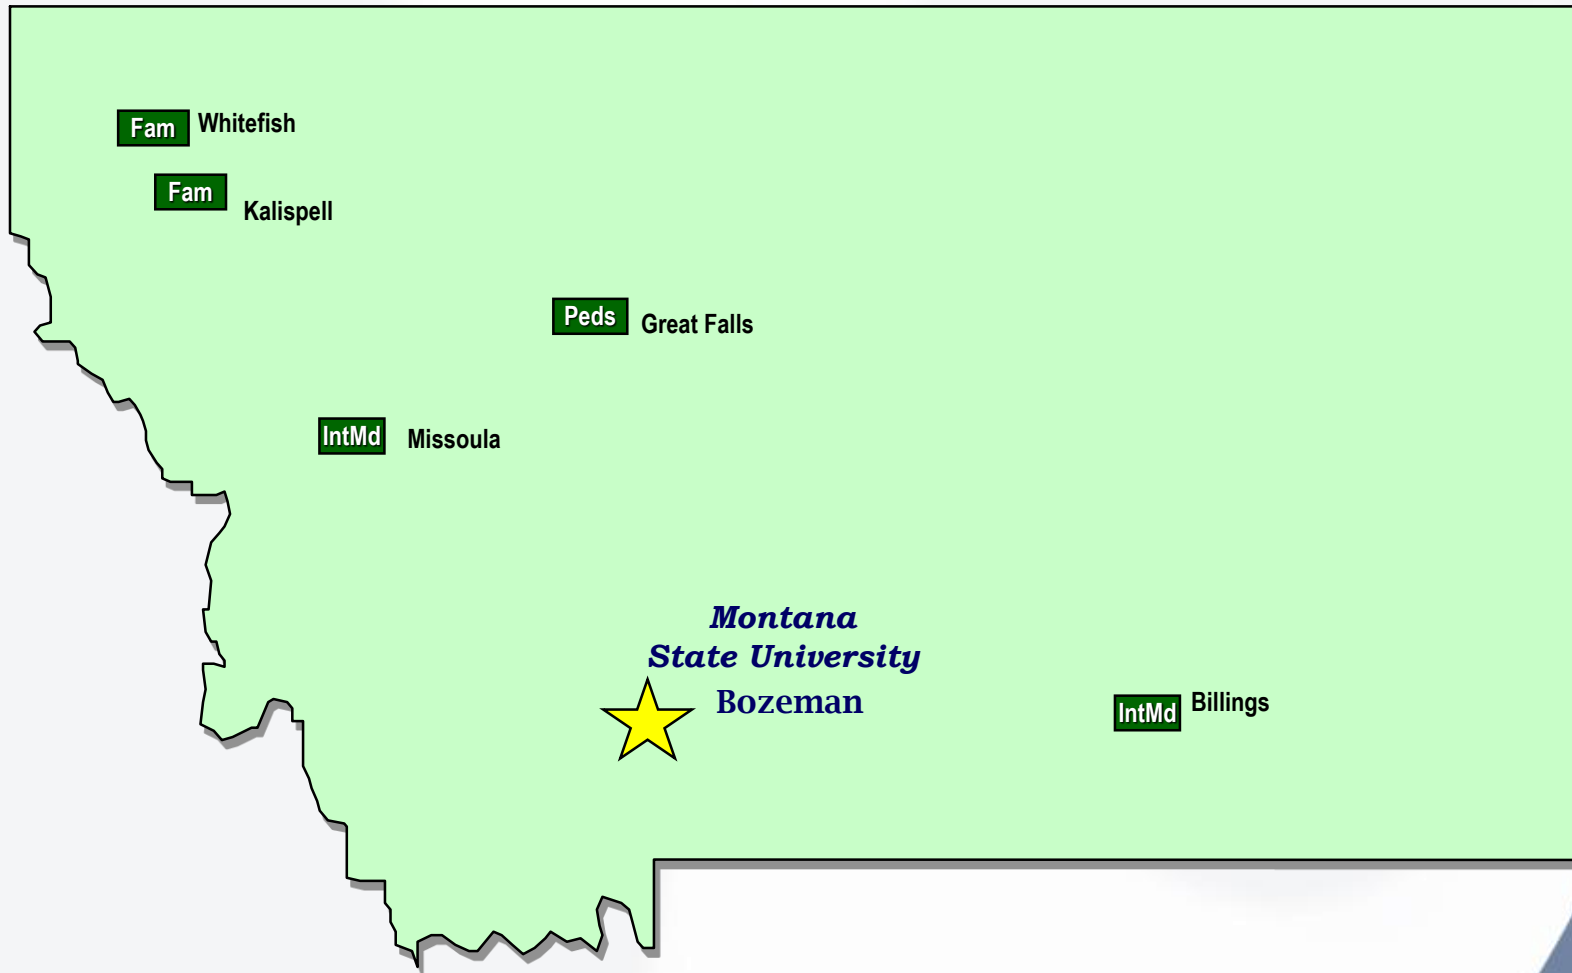 Fam Whitefish
Fam Kalispell
Peds Great Falls
IntMd Missoula
Montana
State University
Bozeman
IntMd Billings